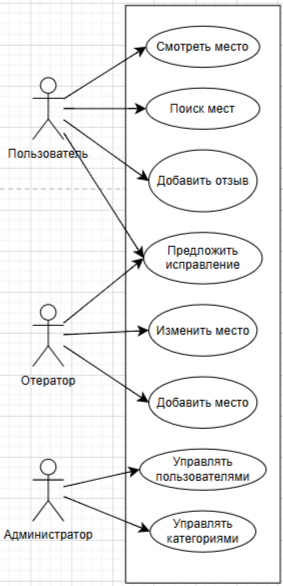 Смотреть место
Поиск мест
Пользователь
Добавить отзыв
Предложить
исправление
Изменить место
Отератор
Добавить место
Управлять
пользователями
Администратор
Управлять
категориями